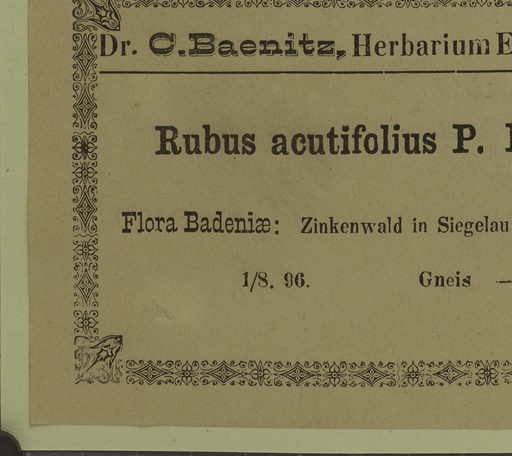 Dr. C. Baenitz, Herbarium E
Rubus acutifolius P.
Flora Badeniæ: Zinkenwald in Siegelau
1/8. 96. Gneis —